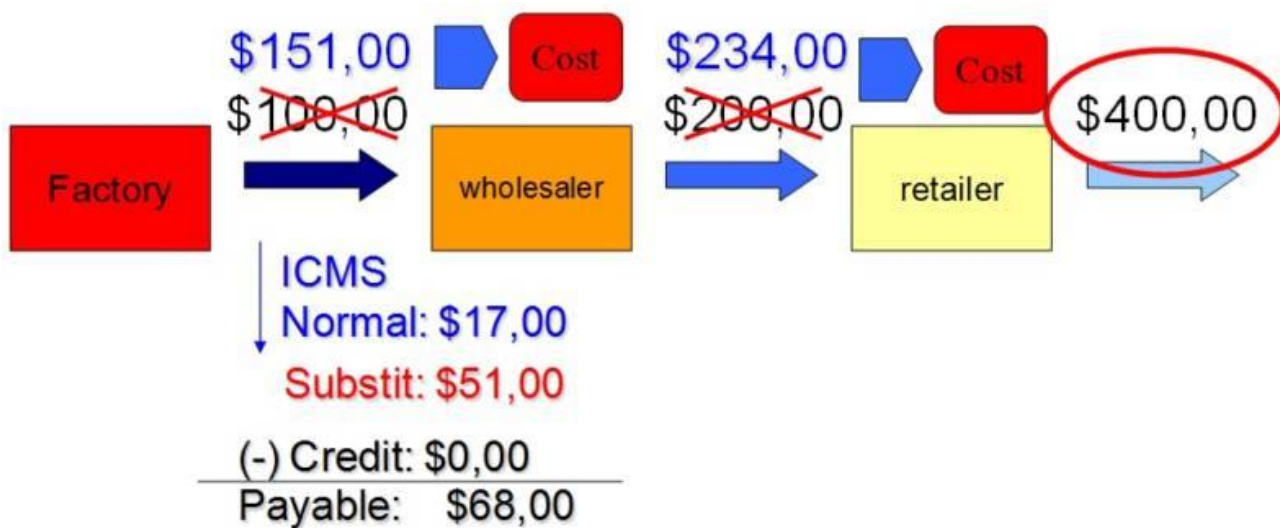 $151,00
Cost
$234,00
Cost
$100,00
$200,00
$400,00
Factory
wholesaler
retailer
ICMS
Normal: $17,00
Substit: $51,00
(-) Credit: $0,00
Payable: $68,00